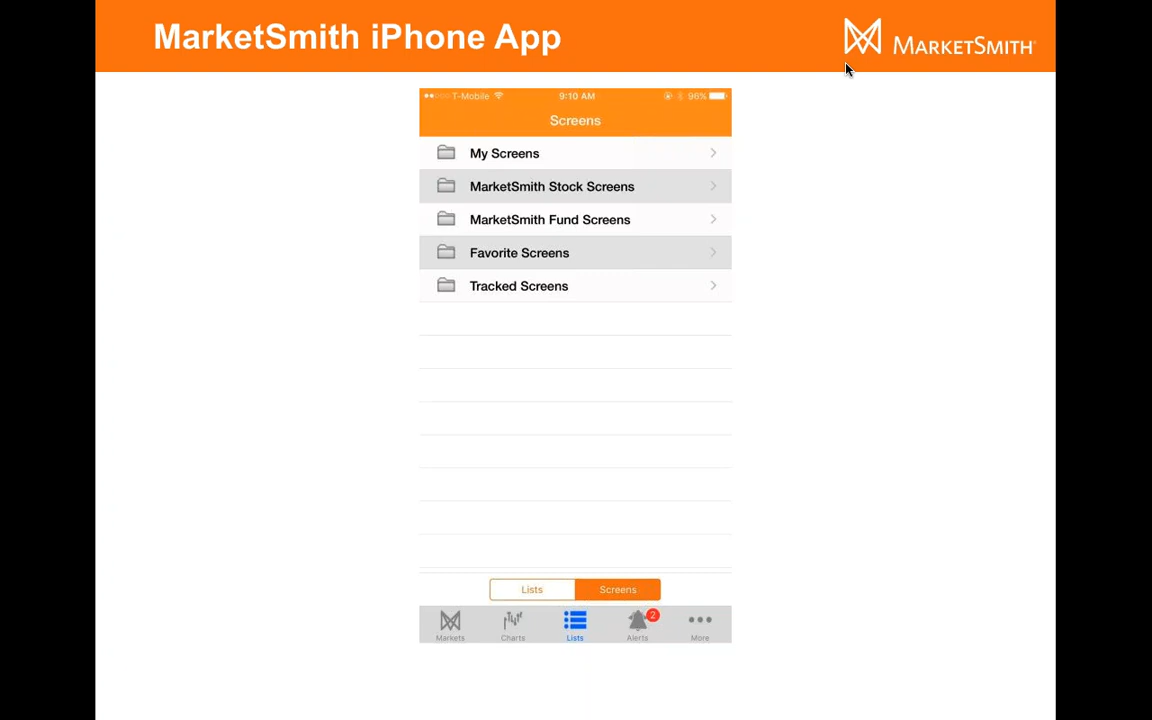 MarketSmith iPhone App
MARKETSMITH
T-Mobile 9:10 AM 96%
Screens
My Screens
MarketSmith Stock Screens
MarketSmith Fund Screens
Favorite Screens
Tracked Screens
Lists Screens
2
Markets Charts Lists Alerts More